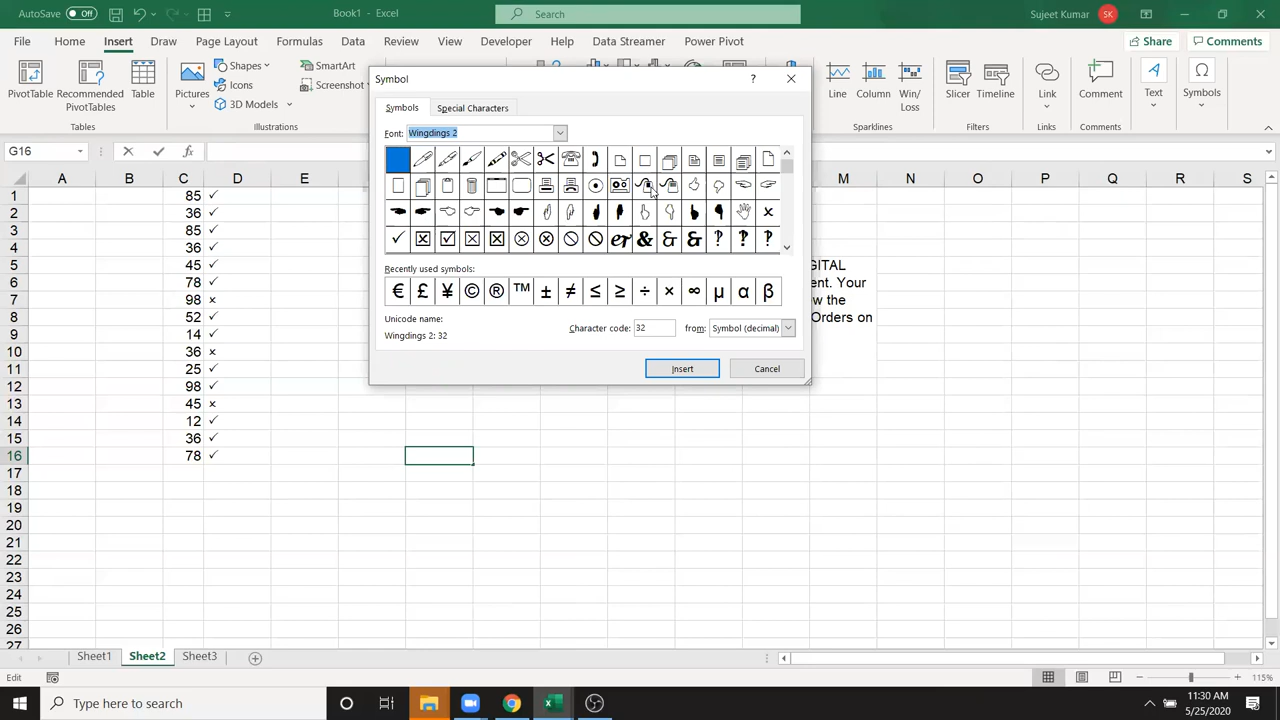 AutoSave Off Book1 - Excel Search Sujeet Kumar SK
File Home Insert Draw Page Layout Formulas Data Review View Developer Help Data Streamer Power Pivot Share Comments
PivotTable Recommended PivotTables Table Pictures Shapes Icons 3D Models SmartArt Screenshot Line Column Win/Loss Slicer Timeline Link Comment Text Symbols
Tables Illustrations Sparklines Filters Links Comments
Symbol ?
Symbols Special Characters
Font: Wingdings 2
Recently used symbols:
€ £ ¥ © ® ™ ± ≠ ≤ ≥ ÷ × ∞ µ α β
Unicode name:
Wingdings 2: 32
Character code: 32 from: Symbol (decimal)
Insert Cancel
G16
A B C D E M N O P Q R S
1 85 ✓
2 36 ✓
3 85 ✓
4 36 ✓
5 45 ✓ GITAL
6 78 ✓ ent. Your
7 98 × w the
8 52 ✓ Orders on
9 14 ✓
10 36 ×
11 25 ✓
12 98 ✓
13 45 ×
14 12 ✓
15 36 ✓
16 78 ✓
17
18
19
20
21
22
23
24
25
26
27
Sheet1 Sheet2 Sheet3
Edit 115%
Type here to search
11:30 AM
5/25/2020